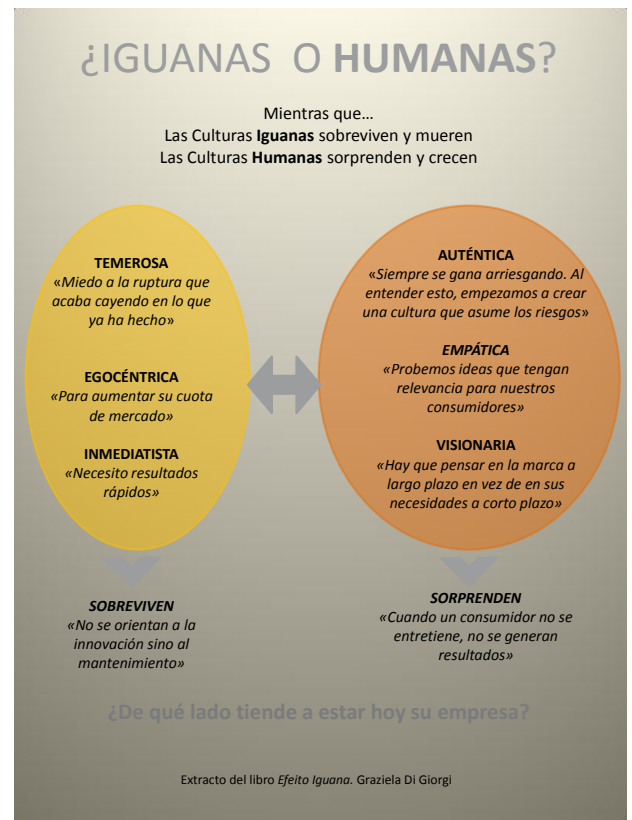 ¿IGUANAS O HUMANAS?
Mientras que…
Las Culturas Iguanas sobreviven y mueren
Las Culturas Humanas sorprenden y crecen
TEMEROSA
«Miedo a la ruptura que
acaba cayendo en lo que
ya ha hecho»
EGOCÉNTRICA
«Para aumentar su cuota
de mercado»
INMEDIATISTA
«Necesito resultados
rápidos»
AUTÉNTICA
«Siempre se gana arriesgando. Al
entender esto, empezamos a crear
una cultura que asume los riesgos»
EMPÁTICA
«Probemos ideas que tengan
relevancia para nuestros
consumidores»
VISIONARIA
«Hay que pensar en la marca a
largo plazo en vez de en sus
necesidades a corto plazo»
SOBREVIVEN
«No se orientan a la
innovación sino al
mantenimiento»
SORPRENDEN
«Cuando un consumidor no se
entretiene, no se generan
resultados»
¿De qué lado tiende a estar hoy su empresa?
Extracto del libro Efeito Iguana. Graziela Di Giorgi